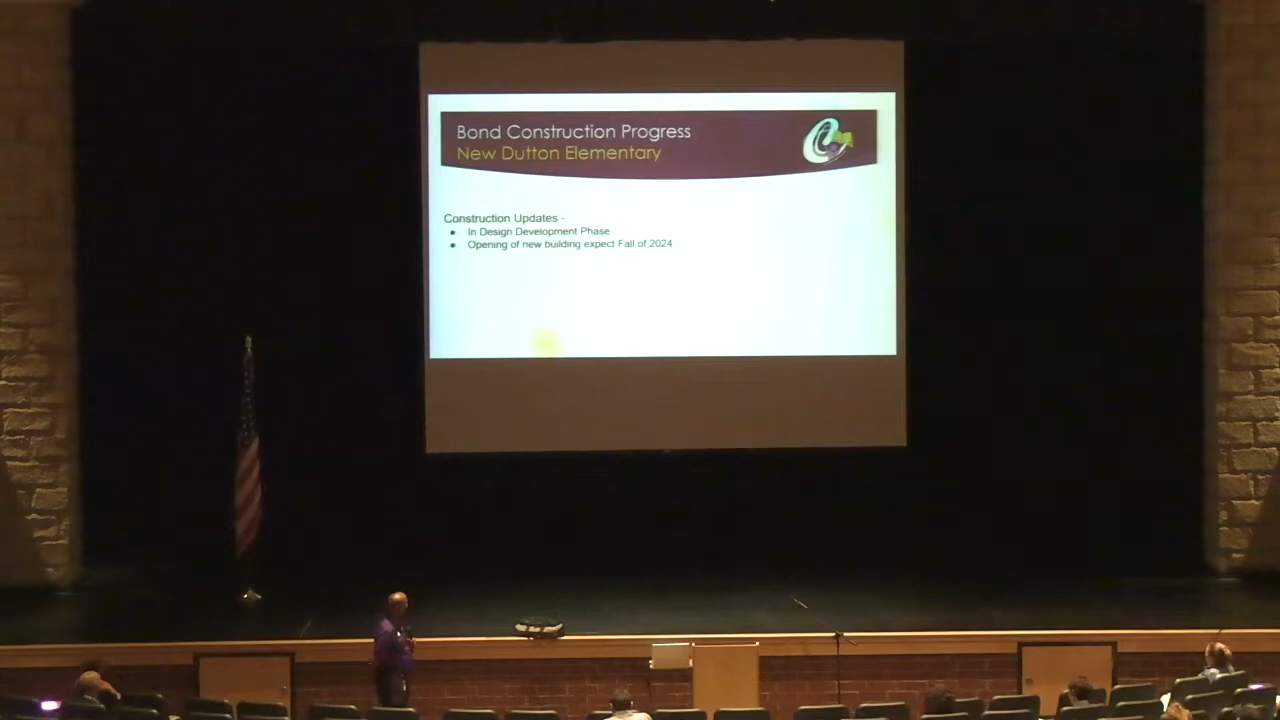 Bond Construction Progress
New Dutton Elementary
Construction Updates -
● In Design Development Phase
● Opening of new building expect Fall of 2024